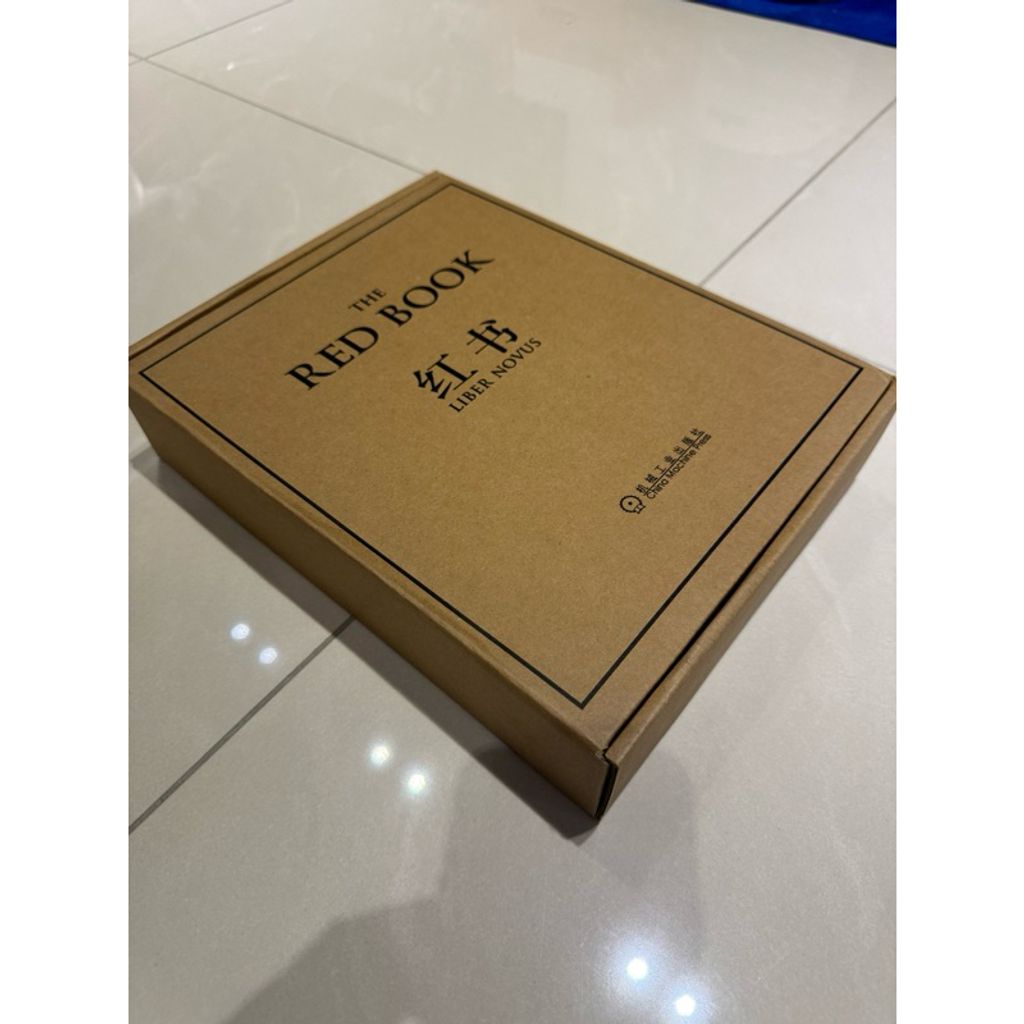 THE
RED BOOK
红书
LIBER NOVUS
机械工业出版社
China Machine Press